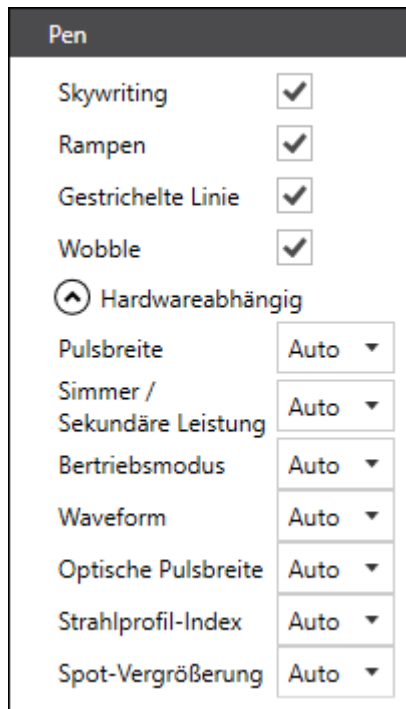 Pen
Skywriting
Rampen
Gestrichelte Linie
Wobble
Hardwareabhängig
Pulsbreite Auto
Simmer /
Sekundäre Leistung Auto
Bertriebsmodus Auto
Waveform Auto
Optische Pulsbreite Auto
Strahlprofil-Index Auto
Spot-Vergrößerung Auto